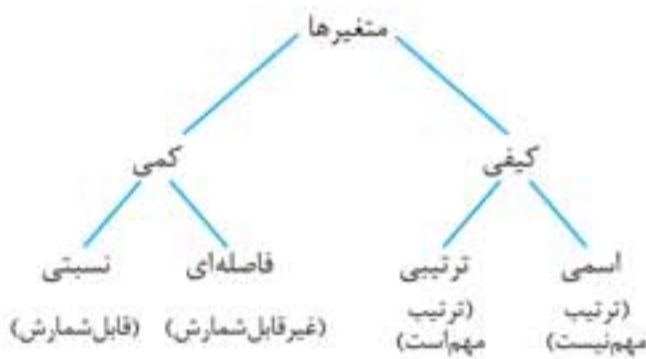 متغیرها
کیفی
کمی
اسمی
ترتیبی
فاصله‌ای
نسبتی
(ترتیب
مهم‌نیست)
(ترتیب
مهم‌است)
(غیرقابل‌شمارش)
(قابل‌شمارش)